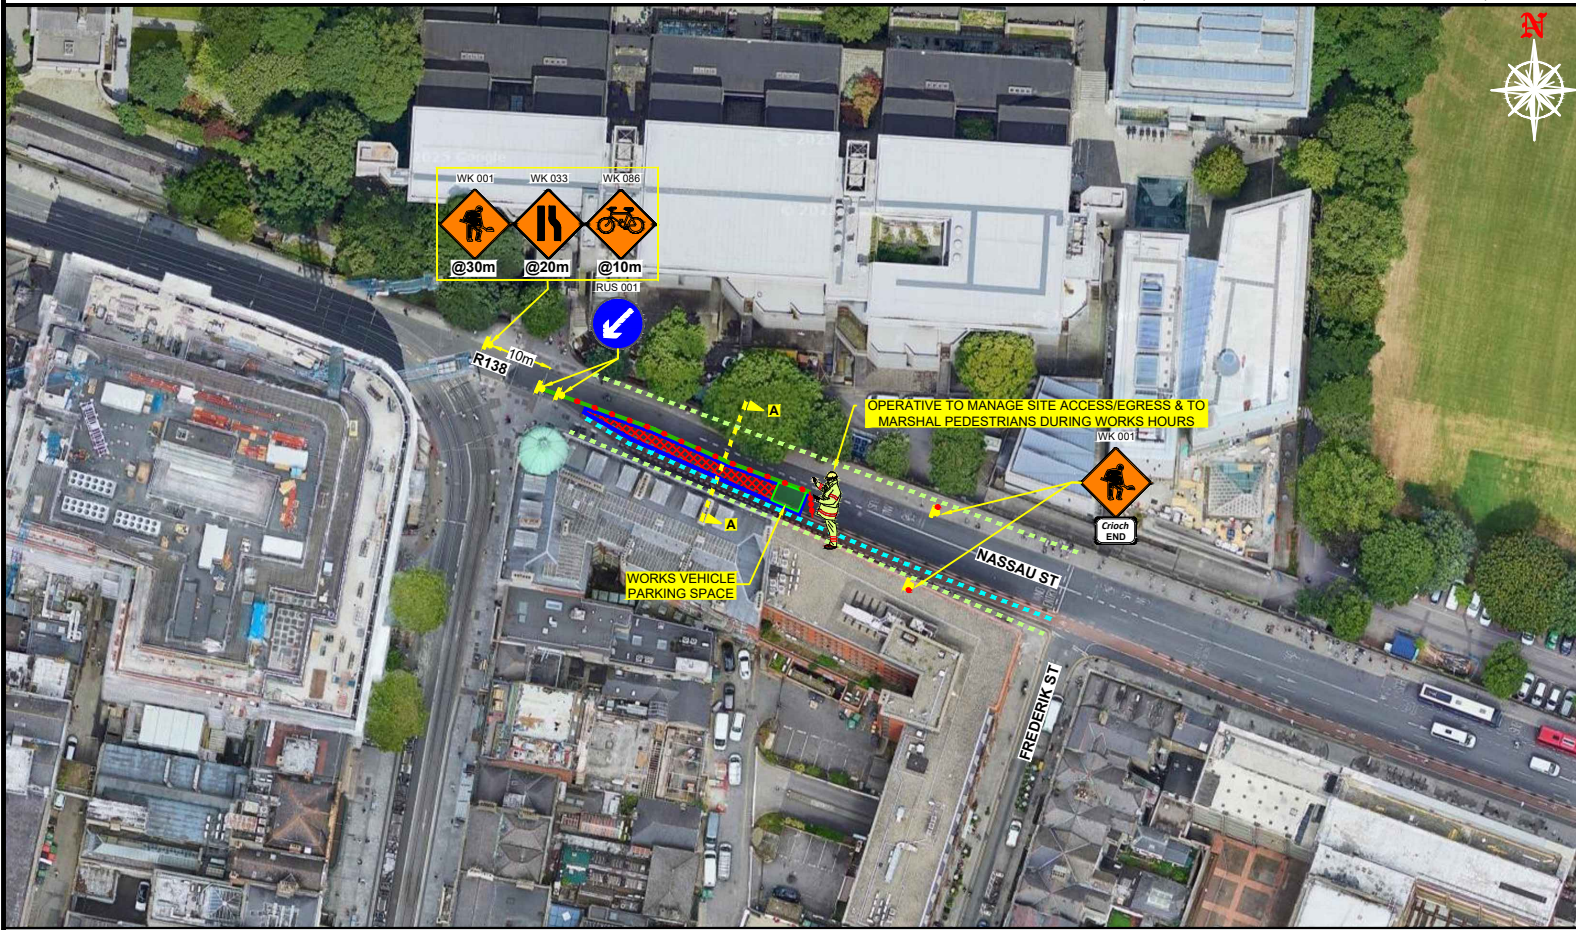 N
WK 001
WK 033
WK 086
@30m
@20m
@10m
RUS 001
10m
R138
A
OPERATIVE TO MANAGE SITE ACCESS/EGRESS & TO
MARSHAL PEDESTRIANS DURING WORKS HOURS
WK 001
Crioch
END
A
NASSAU ST
WORKS VEHICLE
PARKING SPACE
FREDERIK ST